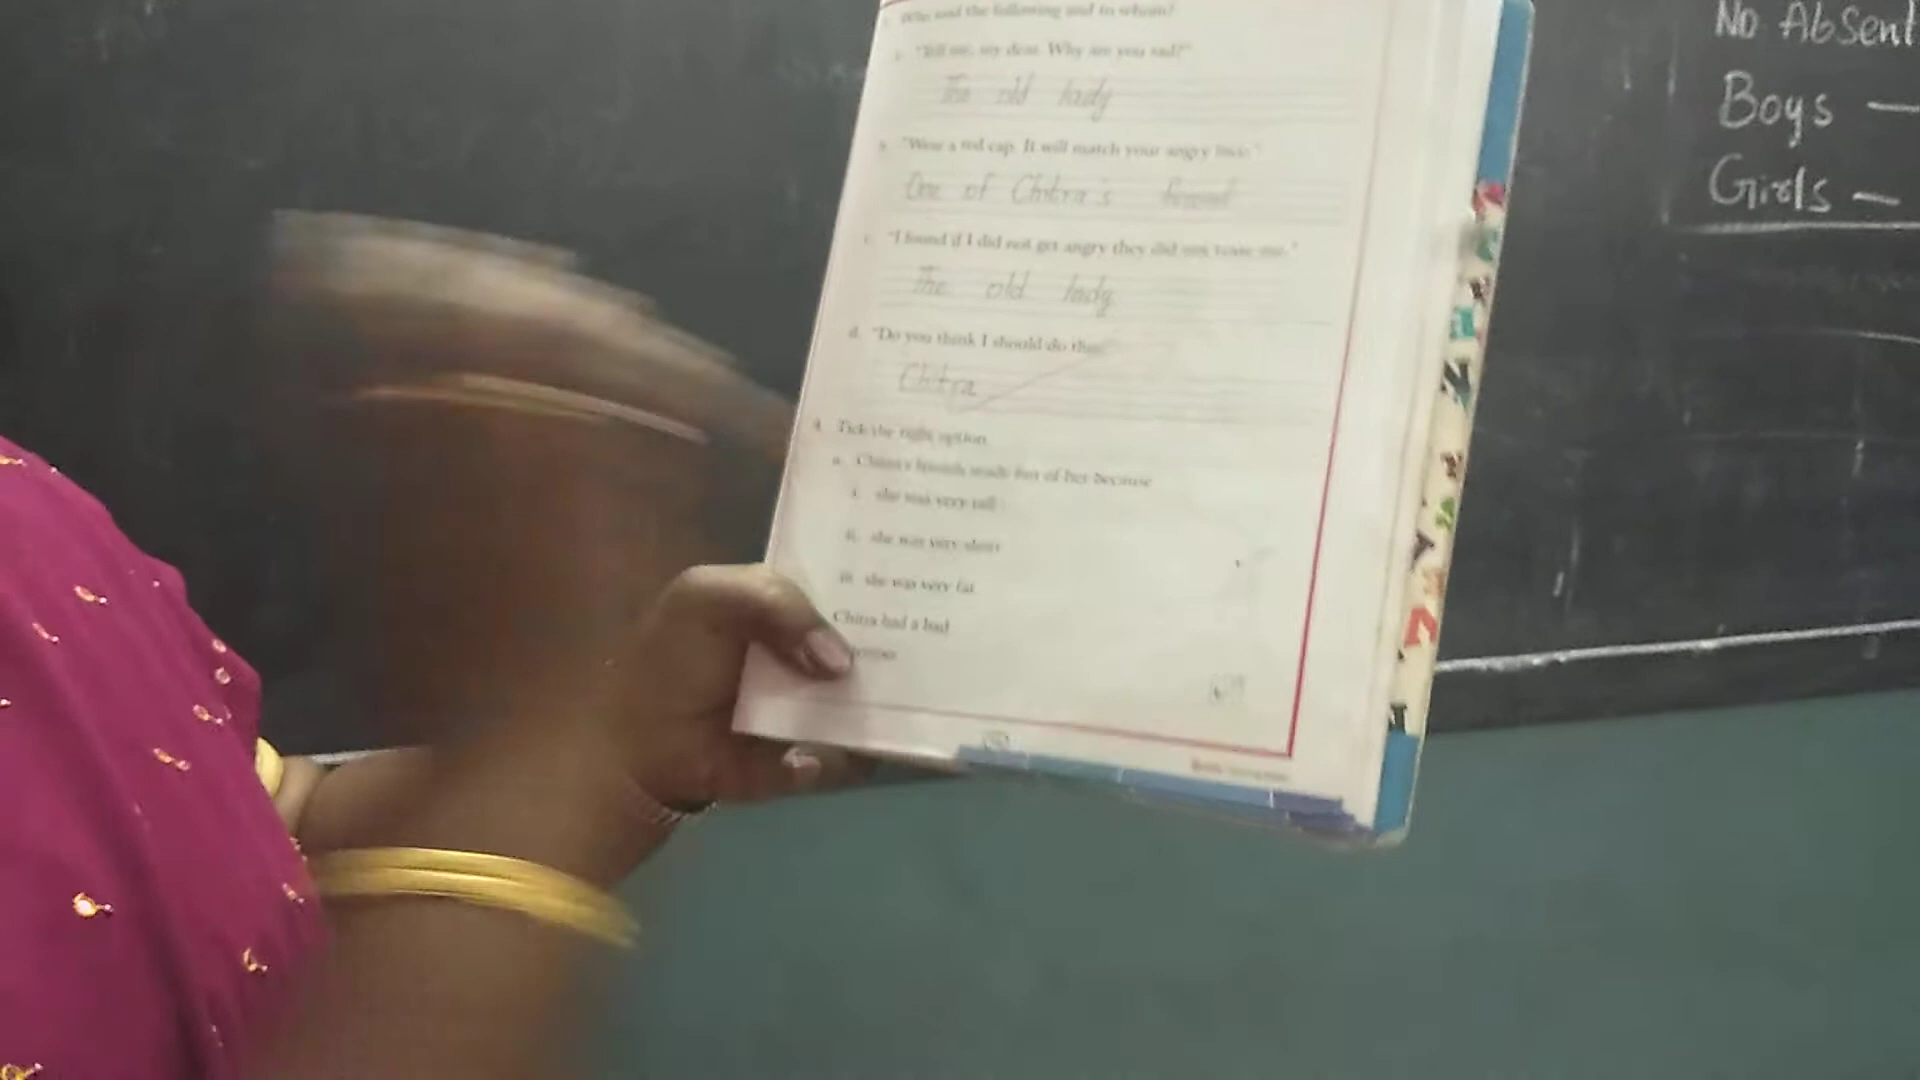 Who said the following and to whom?
"Tell me, my dear. Why are you sad?"
The old lady
"Wear a red cap. It will match your angry face."
One of Chitra's friend
c. "I found if I did not get angry they did not tease me."
The old lady
d. "Do you think I should do that
Chitra
4. Tick the right option
a. Chitra's friends made fun of her because
i. she was very tall
ii. she was very short
iii. she was very fat
Chitra had a bad
No Absent
Boys —
Girls —